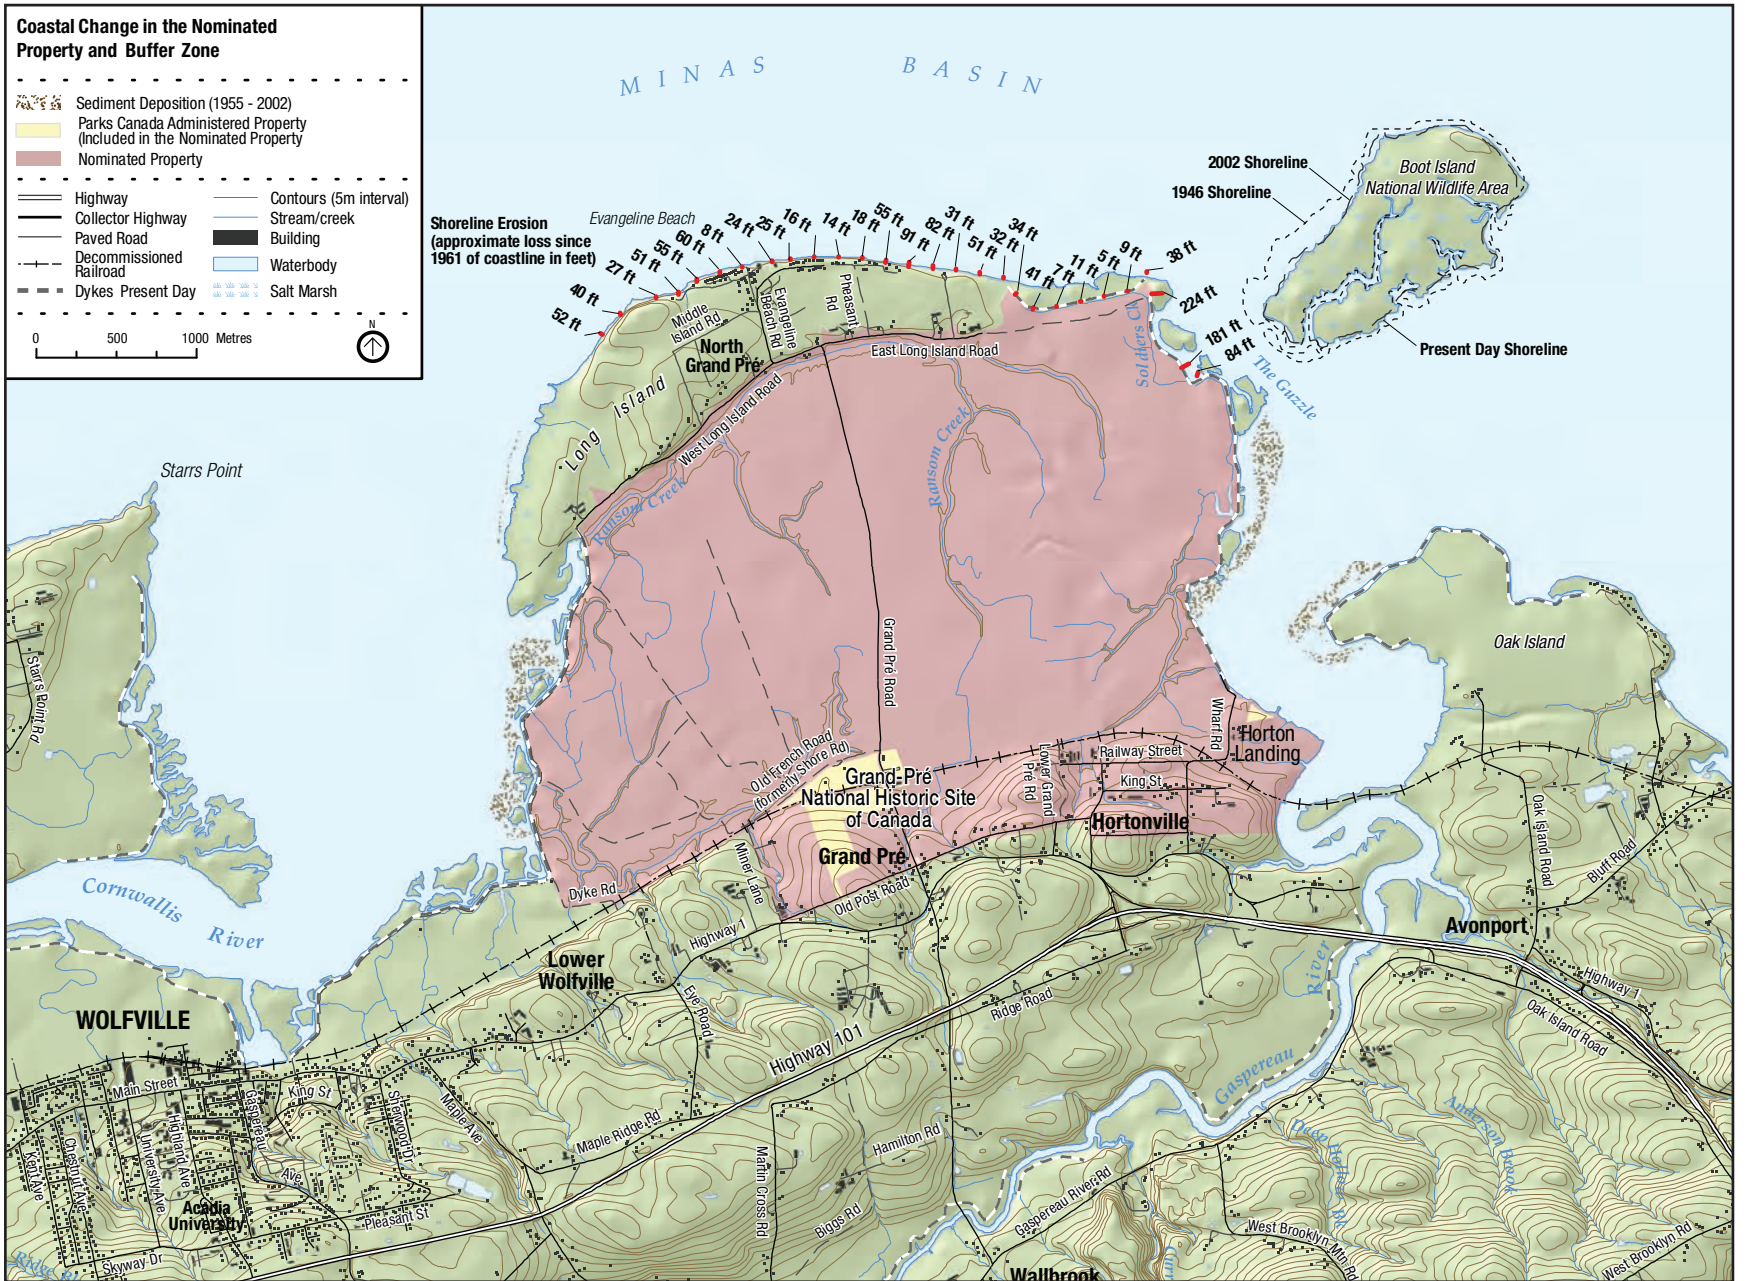 Coastal Change in the Nominated
Property and Buffer Zone
Sediment Deposition (1955 - 2002)
Parks Canada Administered Property
(Included in the Nominated Property
Nominated Property
Highway
Collector Highway
Paved Road
Decommissioned
Railroad
Dykes Present Day
Contours (5m interval)
Stream/creek
Building
Waterbody
Salt Marsh
0 500 1000 Metres
N
MINAS BASIN
Shoreline Erosion
(approximate loss since
1961 of coastline in feet)
Evangeline Beach
52 ft
40 ft
27 ft
51 ft
55 ft
60 ft
8 ft
24 ft
25 ft
16 ft
14 ft
18 ft
55 ft
91 ft
82 ft
31 ft
51 ft
32 ft
34 ft
41 ft
7 ft
11 ft
5 ft
9 ft
38 ft
224 ft
181 ft
84 ft
2002 Shoreline
1946 Shoreline
Boot Island
National Wildlife Area
Present Day Shoreline
The Guzzle
Soldiers Ck
Middle
Island Rd
Evangeline
Beach Rd
Pheasant
Rd
North
Grand Pré
East Long Island Road
West Long Island Road
Long Island
Ransom Creek
Ransom Creek
Starrs Point
Starrs Point Rd
Grand Pré Road
Oak Island
Old French Road
(formerly Shore Rd)
Grand-Pré
National Historic Site
of Canada
Grand Pré
Lower Grand
Pré Rd
Railway Street
King St
Wharf Rd
Horton
Landing
Hortonville
Dyke Rd
Miner Lane
Old Post Road
Highway 1
Cornwallis
River
Lower
Wolfville
WOLFVILLE
Eye Road
Ridge Road
Highway 101
Oak Island Road
Bluff Road
Avonport
Highway 1
Oak Island Road
Gaspereau
River
Main Street
King St
Gaspereau
Ave
Sherwood Dr
Maple Ave
Maple Ridge Rd
Highland Ave
University Ave
Chestnut Ave
Kent Ave
Acadia
University
Pleasant St
Skyway Dr
Martin Cross Rd
Hamilton Rd
Biggs Rd
Gaspereau River Rd
Wallbrook
Deep Hollow Bk
Anderson
Brook
West Brooklyn Mtn Rd
West Brooklyn Rd